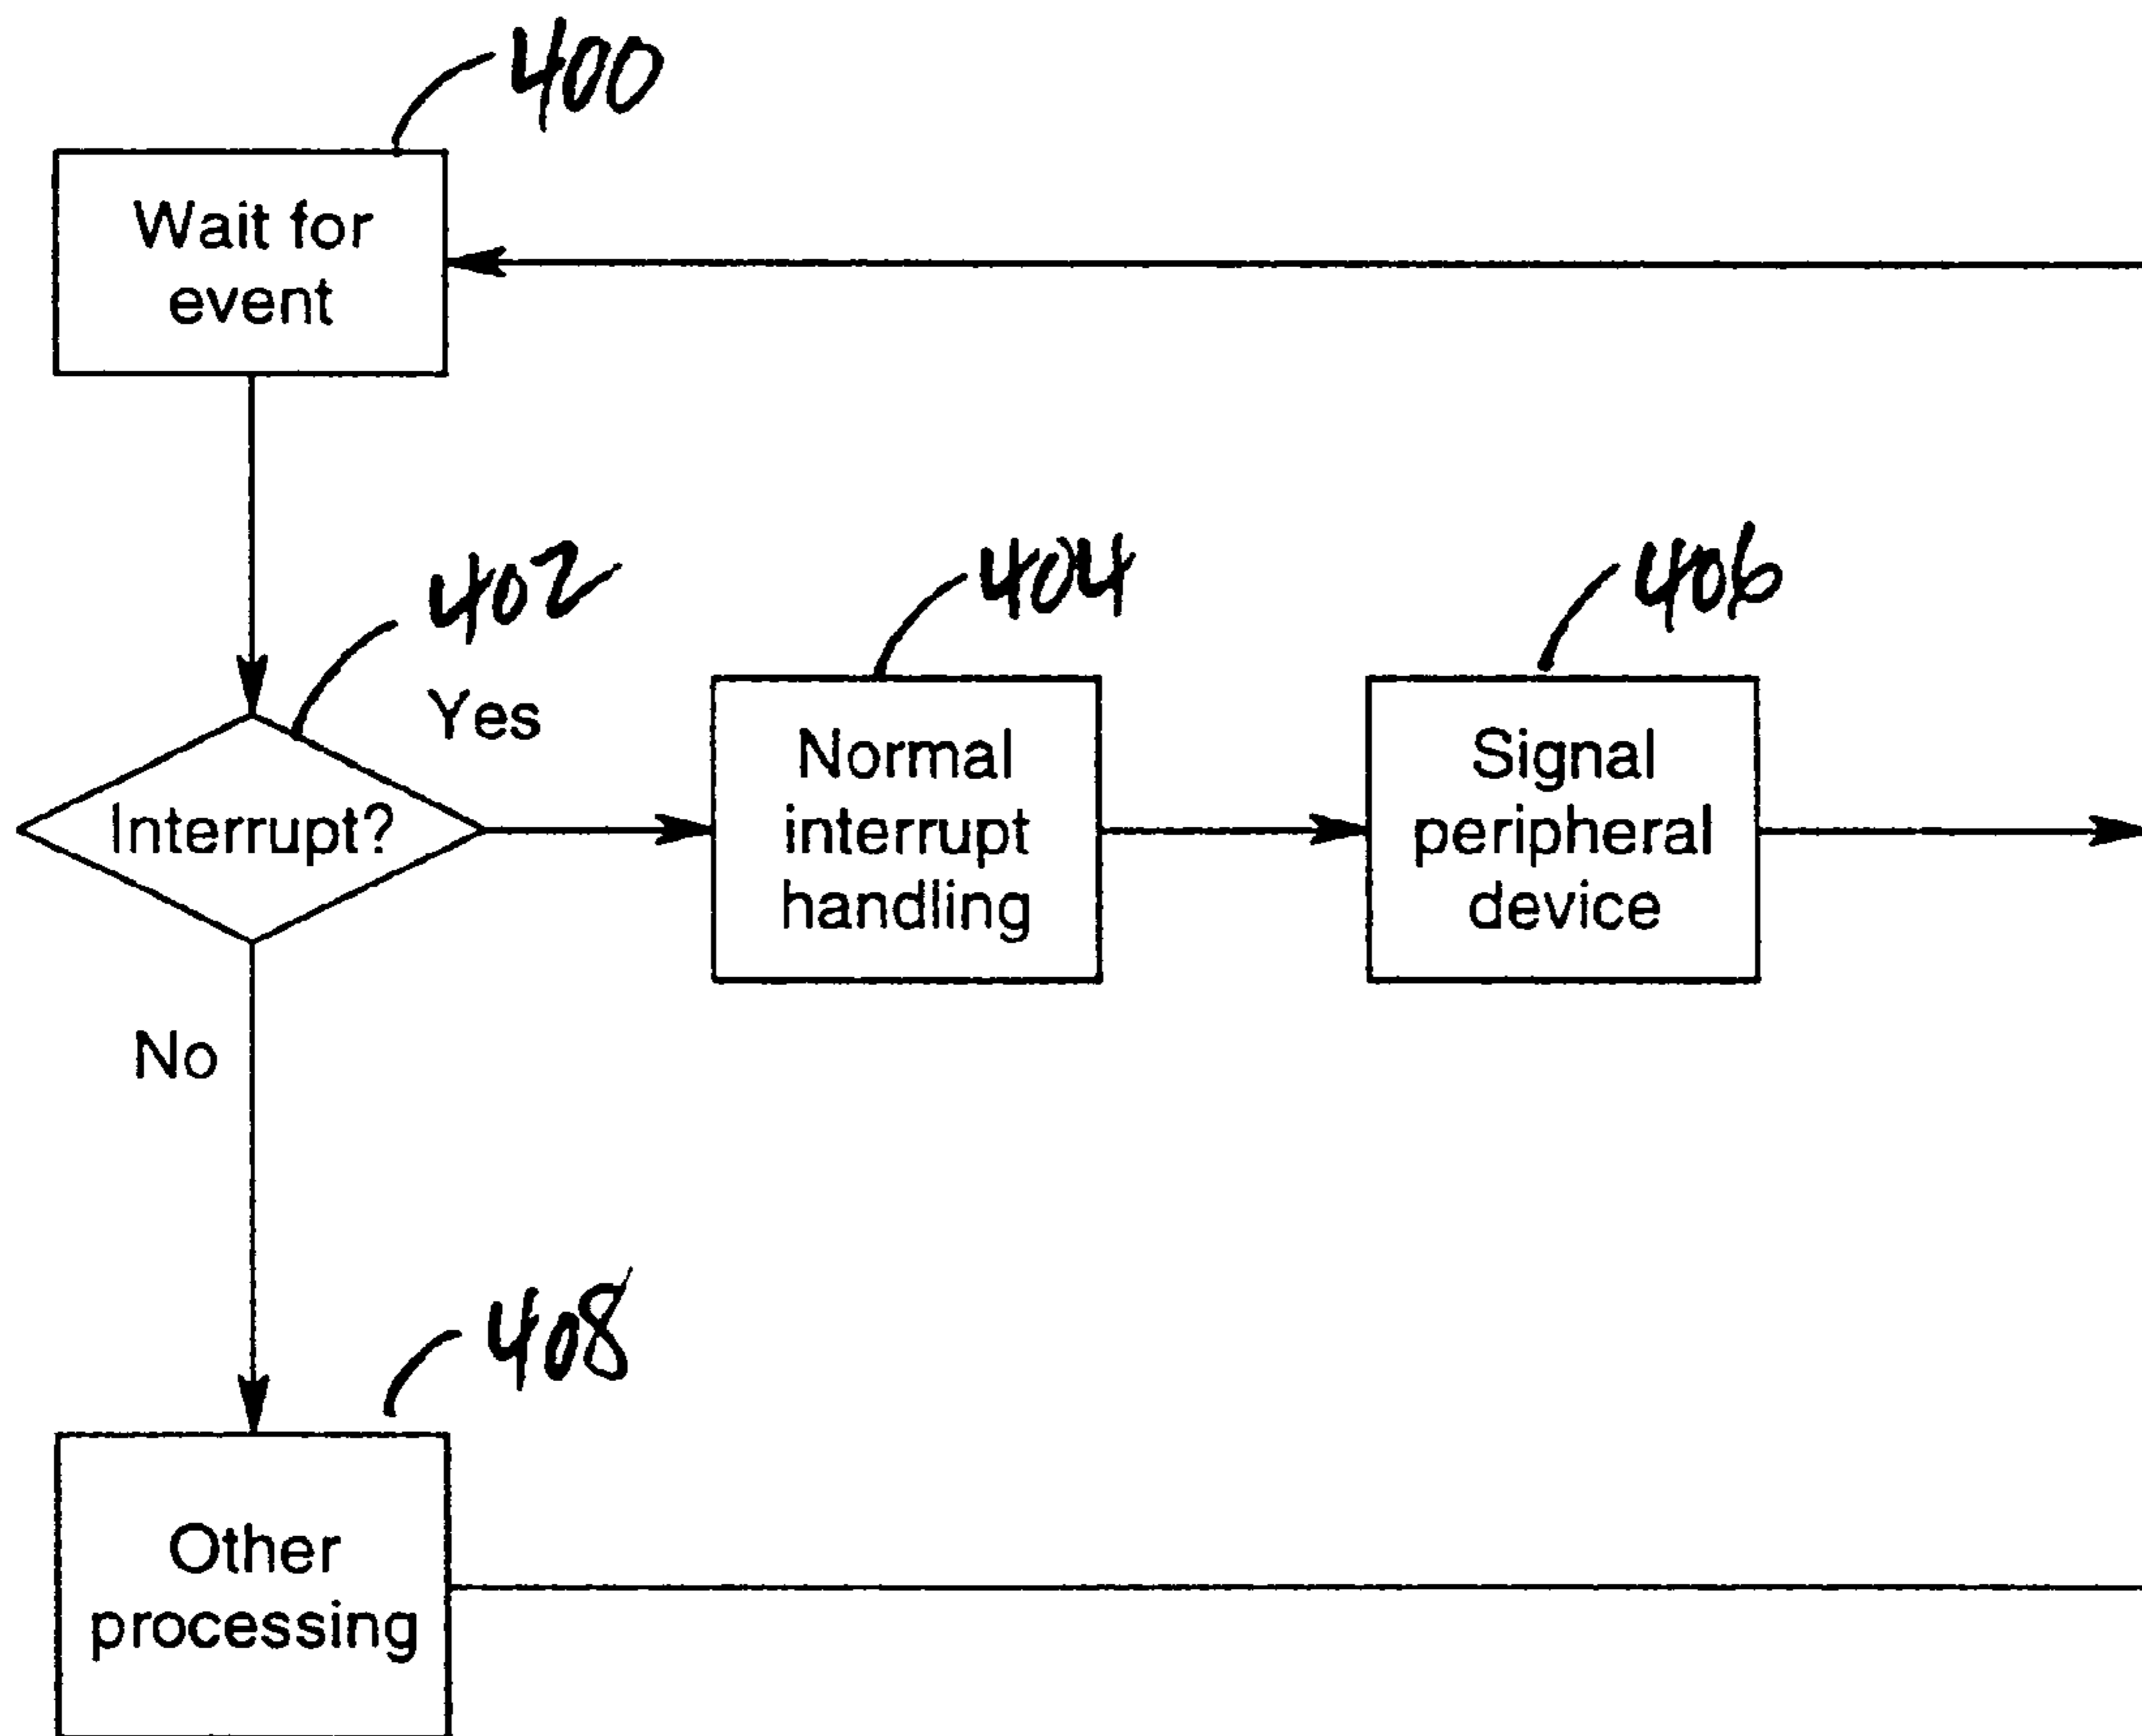 400
Wait for
event
402
Yes
404
406
Interrupt?
Normal
interrupt
handling
Signal
peripheral
device
No
408
Other
processing